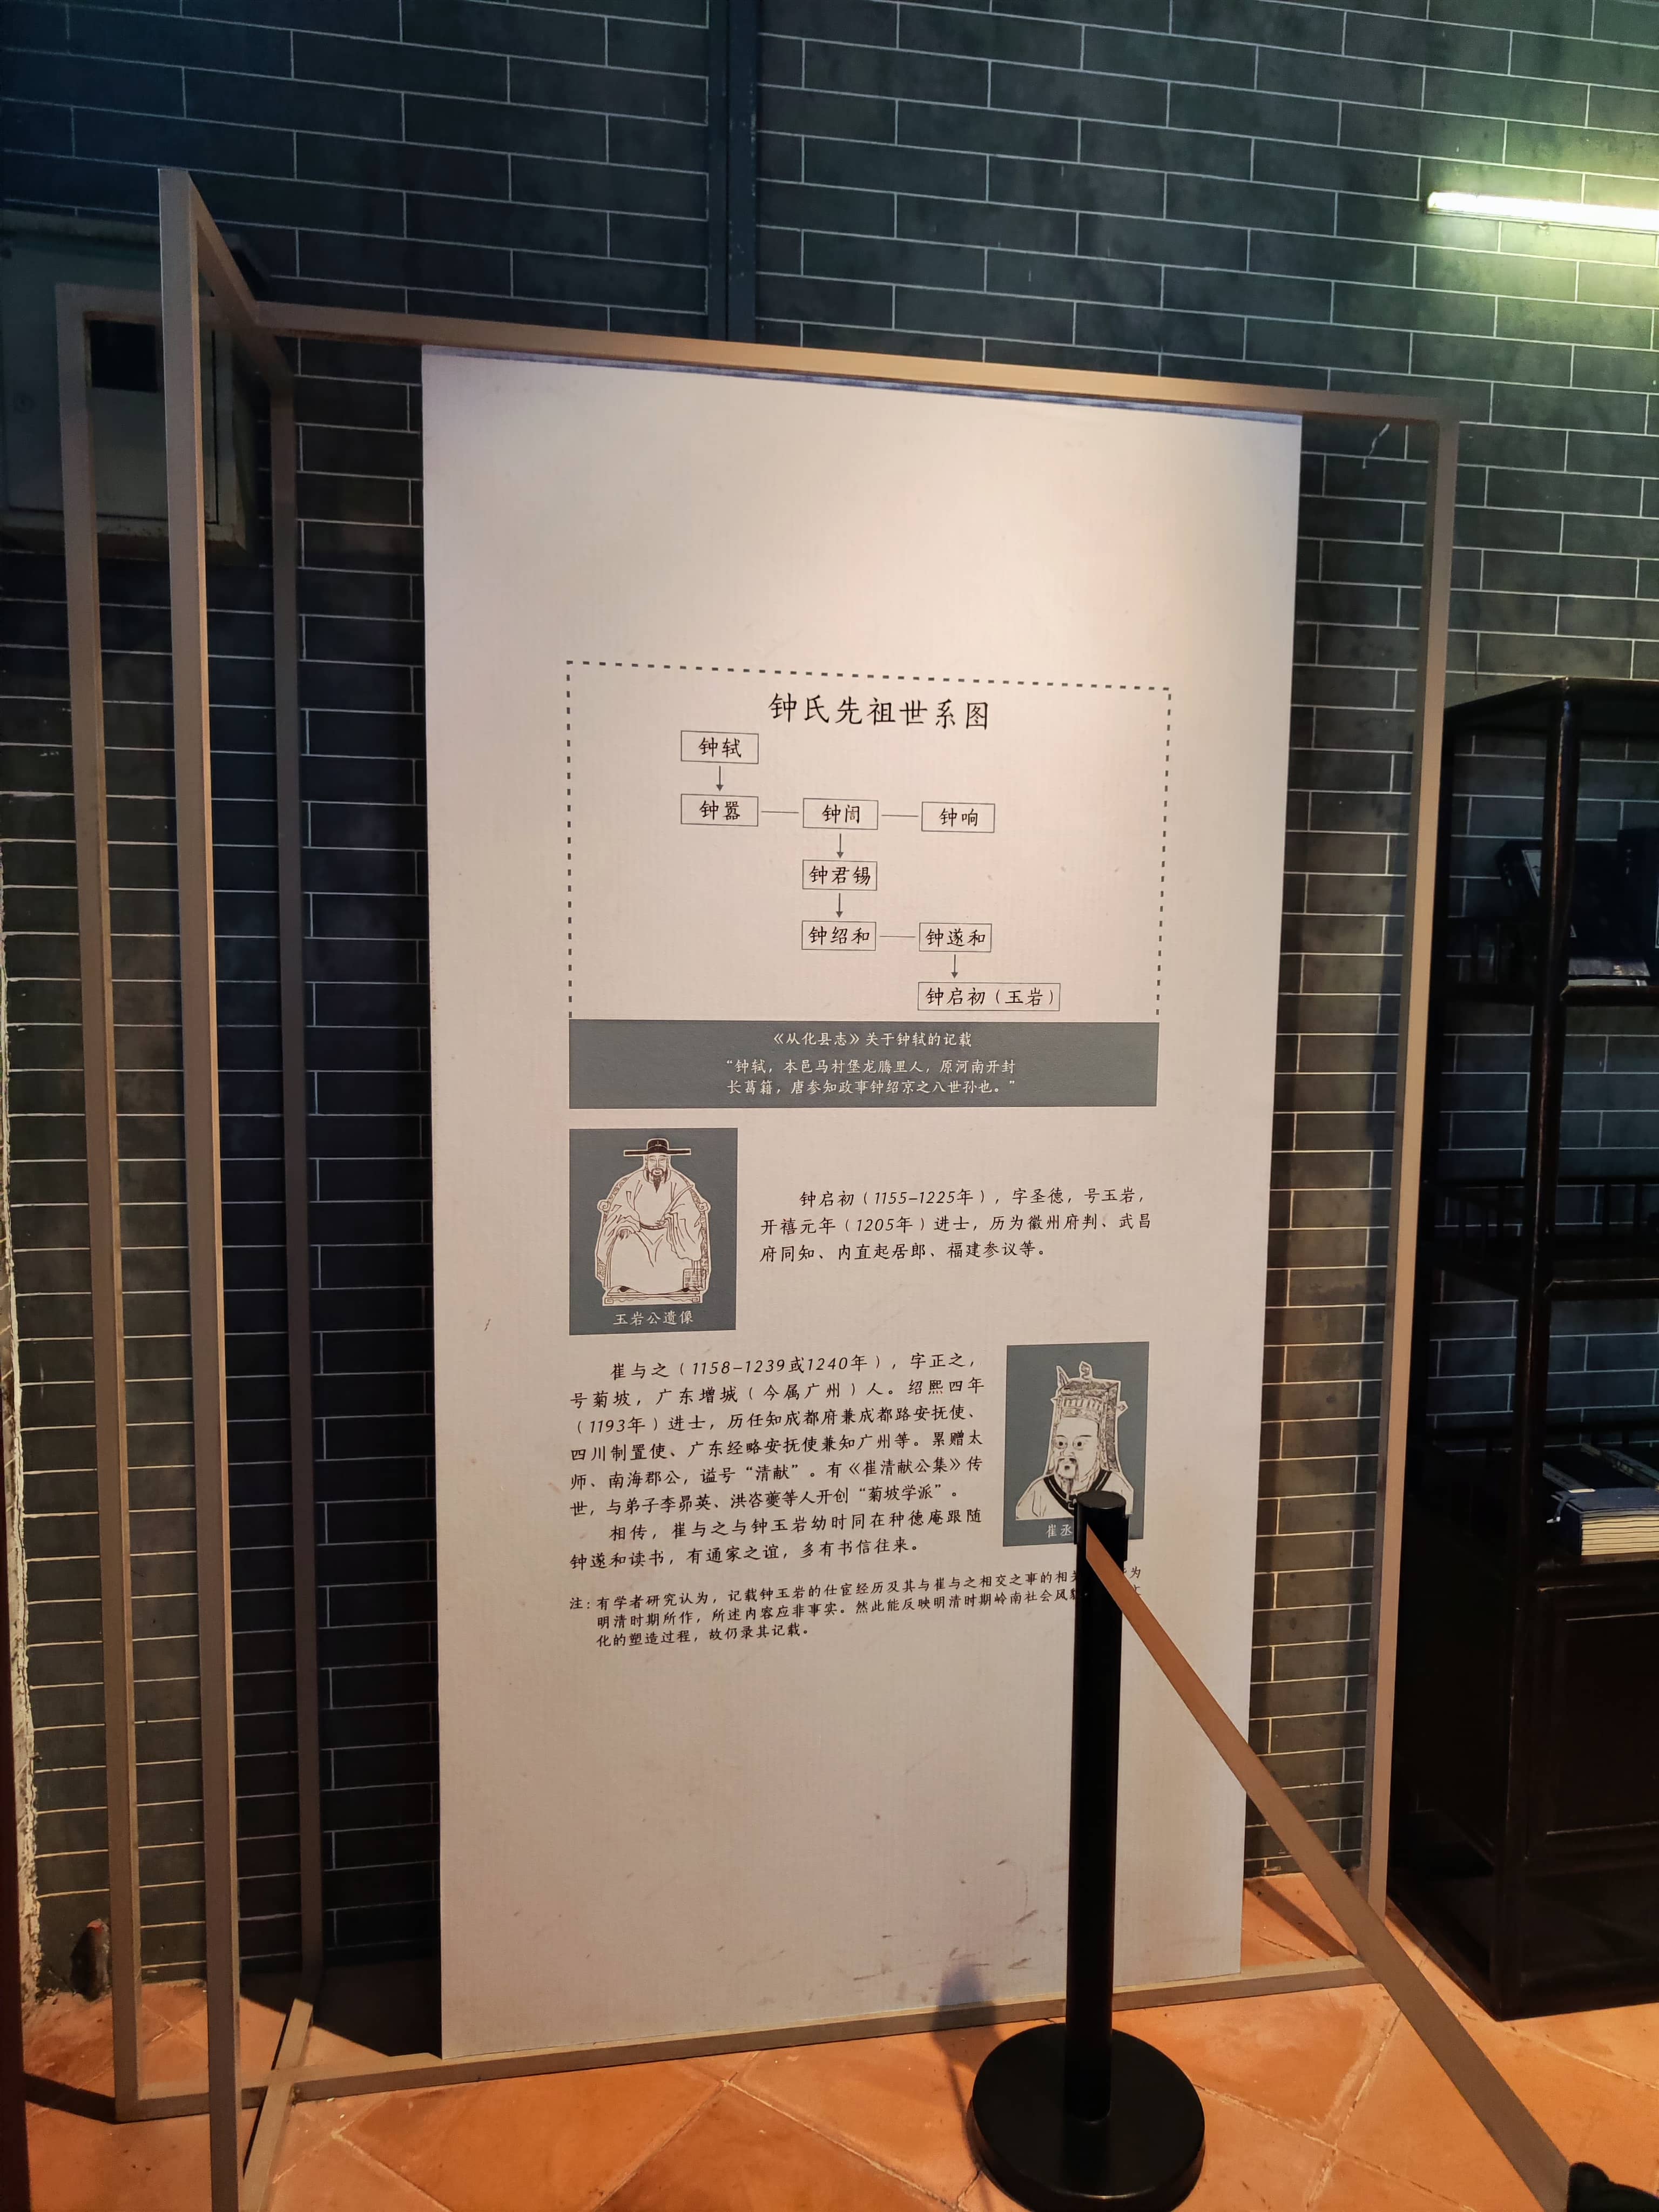 钟氏先祖世系图
钟轼
钟嚣 钟訚 钟响
钟君锡
钟绍和 钟遂和
钟启初（玉岩）
《从化县志》关于钟轼的记载
“钟轼，本邑马村堡龙腾里人，原河南开封
长葛籍，唐参知政事钟绍京之八世孙也。”
钟启初（1155–1225年），字圣德，号玉岩，
开禧元年（1205年）进士，历为徽州府判、武昌
府同知、内直起居郎、福建参议等。
玉岩公遗像
崔与之（1158–1239或1240年），字正之，
号菊坡，广东增城（今属广州）人。绍熙四年
（1193年）进士，历任知成都府兼成都路安抚使、
四川制置使、广东经略安抚使兼知广州等。累赠太
师、南海郡公，谥号“清献”。有《崔清献公集》传
世，与弟子李昴英、洪咨夔等人开创“菊坡学派”。
相传，崔与之与钟玉岩幼时同在种德庵跟随
钟遂和读书，有通家之谊，多有书信往来。
崔丞
注：有学者研究认为，记载钟玉岩的仕宦经历及其与崔与之相交之事的相关 为
明清时期所作，所述内容应非事实。然此能反映明清时期岭南社会风
化的塑造过程，故仍录其记载。